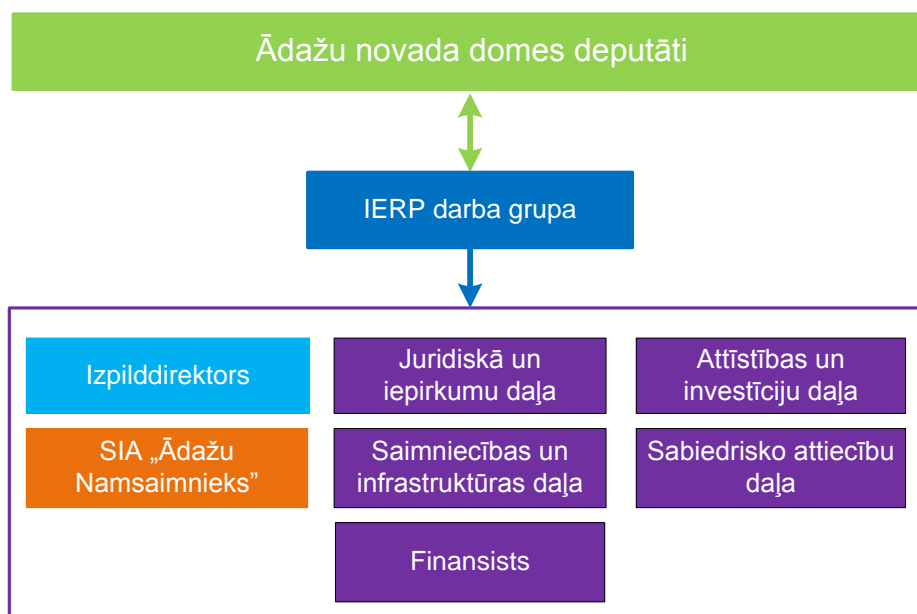 Ādažu novada domes deputāti
IERP darba grupa
Izpilddirektors
Juridiskā un
iepirkumu daļa
Attīstības un
investīciju daļa
SIA „Ādažu
Namsaimnieks”
Saimniecības un
infrastruktūras daļa
Sabiedrisko attiecību
daļa
Finansists